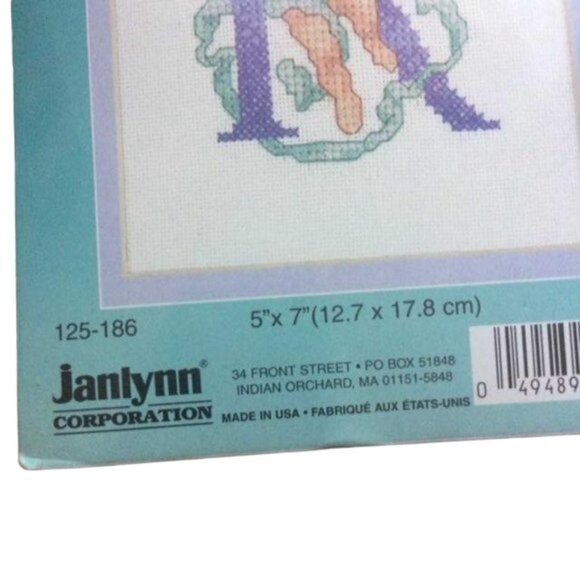 R
125-186
5"x 7"(12.7 x 17.8 cm)
janlynn®
CORPORATION
34 FRONT STREET • PO BOX 51848
INDIAN ORCHARD, MA 01151-5848
MADE IN USA • FABRIQUÉ AUX ÉTATS-UNIS
0 49489